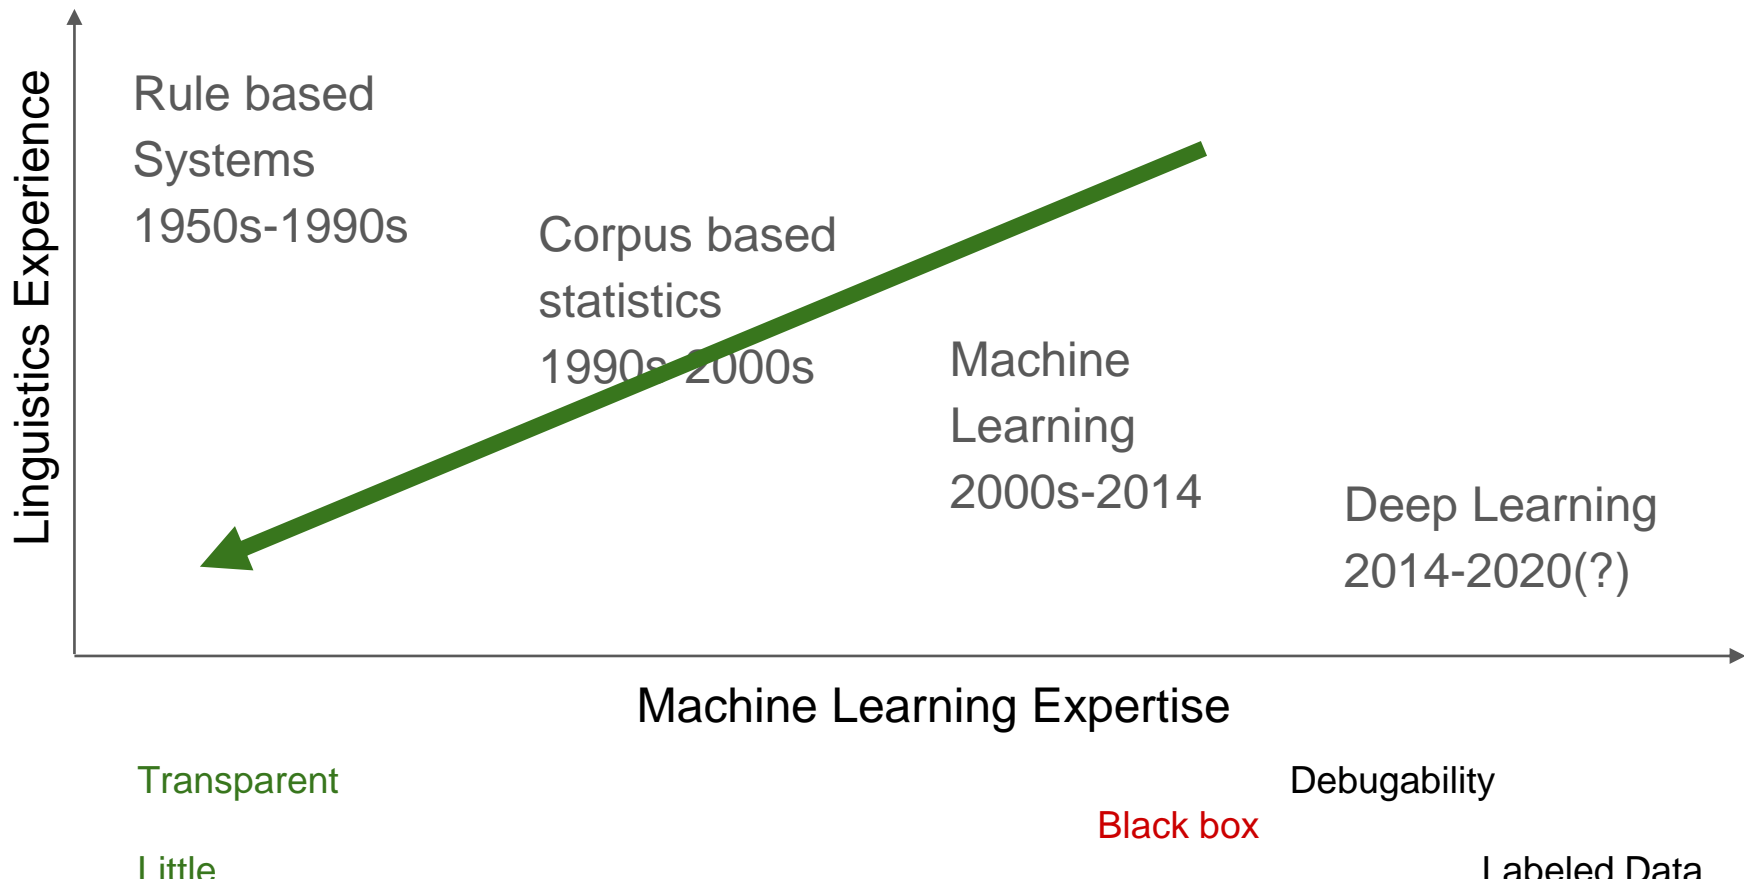 Linguistics Experience
Rule based
Systems
1950s-1990s
Corpus based
statistics
1990s-2000s
Machine
Learning
2000s-2014
Deep Learning
2014-2020(?)
Machine Learning Expertise
Transparent
Debugability
Black box
Little
Labeled Data